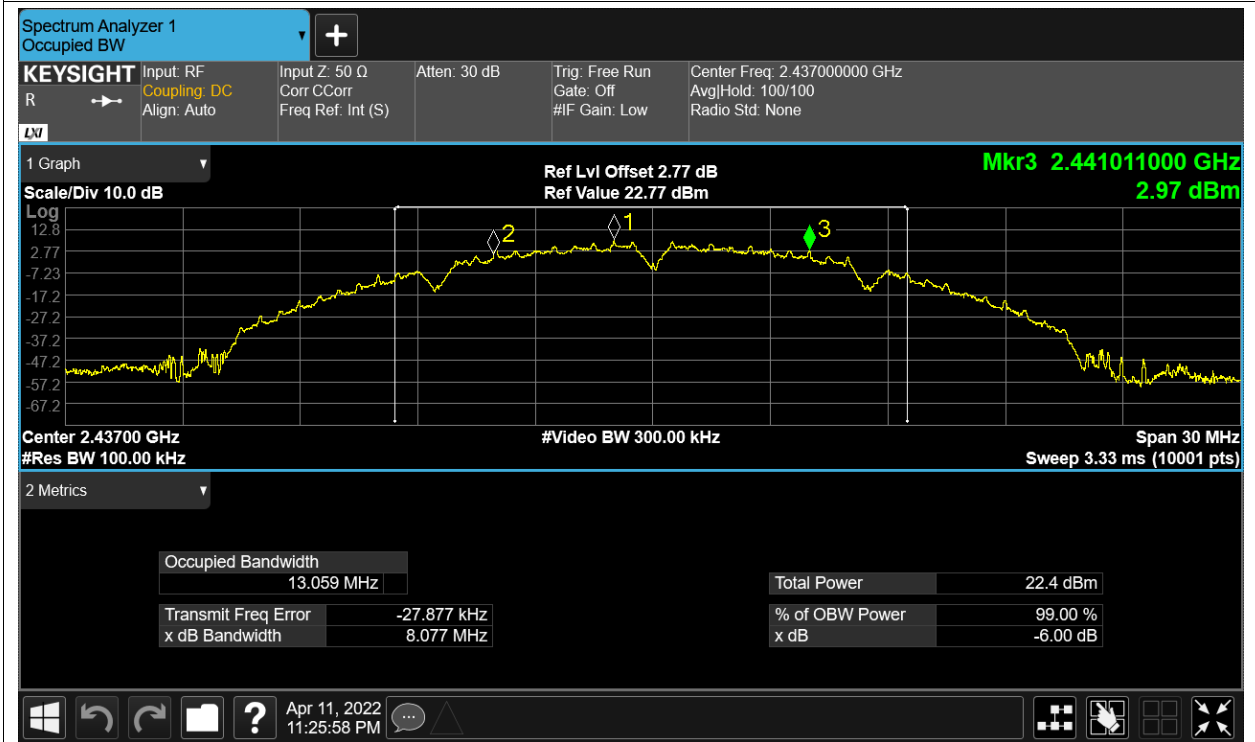 Spectrum Analyzer 1
Occupied BW
▼
+
KEYSIGHT
R
LXI
Input: RF
Coupling: DC
Align: Auto
Input Z: 50 Ω
Corr CCorr
Freq Ref: Int (S)
Atten: 30 dB
Trig: Free Run
Gate: Off
#IF Gain: Low
Center Freq: 2.437000000 GHz
Avg|Hold: 100/100
Radio Std: None
1 Graph ▼
Scale/Div 10.0 dB
Ref Lvl Offset 2.77 dB
Ref Value 22.77 dBm
Mkr3 2.441011000 GHz
2.97 dBm
Log
12.8
2.77
-7.23
-17.2
-27.2
-37.2
-47.2
-57.2
-67.2
2
1
3
Center 2.43700 GHz
#Res BW 100.00 kHz
#Video BW 300.00 kHz
Span 30 MHz
Sweep 3.33 ms (10001 pts)
2 Metrics ▼
Occupied Bandwidth
13.059 MHz
Transmit Freq Error -27.877 kHz
x dB Bandwidth 8.077 MHz
Total Power 22.4 dBm
% of OBW Power 99.00 %
x dB -6.00 dB
?
Apr 11, 2022
11:25:58 PM